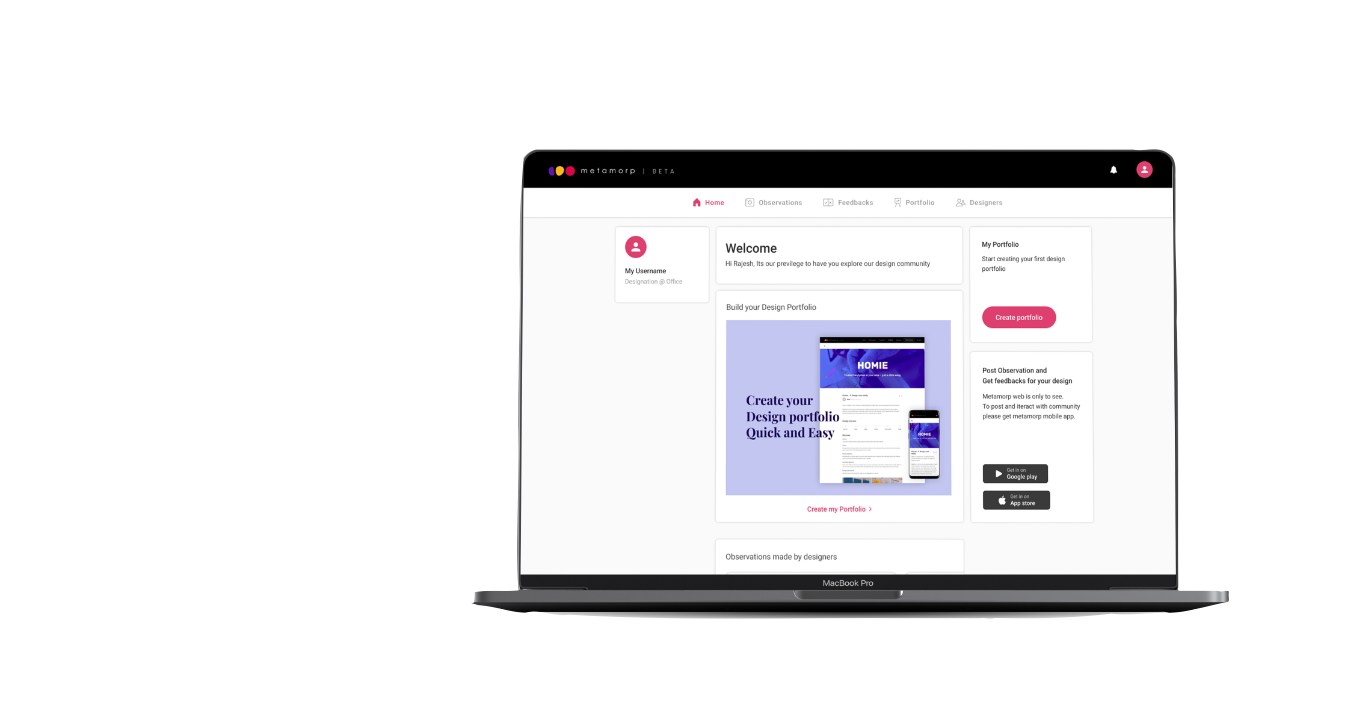 metamorp | BETA
Home
Observations
Feedbacks
Portfolio
Designers
My Username
Designation @ Office
Welcome
Hi Rajesh, Its our previlege to have you explore our design community
Build your Design Portfolio
HOMIE
Create your
Design portfolio
Quick and Easy
HOMIE
Create my Portfolio
Observations made by designers
My Portfolio
Start creating your first design
portfolio
Create portfolio
Post Observation and
Get feedbacks for your design
Metamorp web is only to see.
To post and iteract with community
please get metamorp mobile app.
Get in on
Google play
Get in on
App store
MacBook Pro